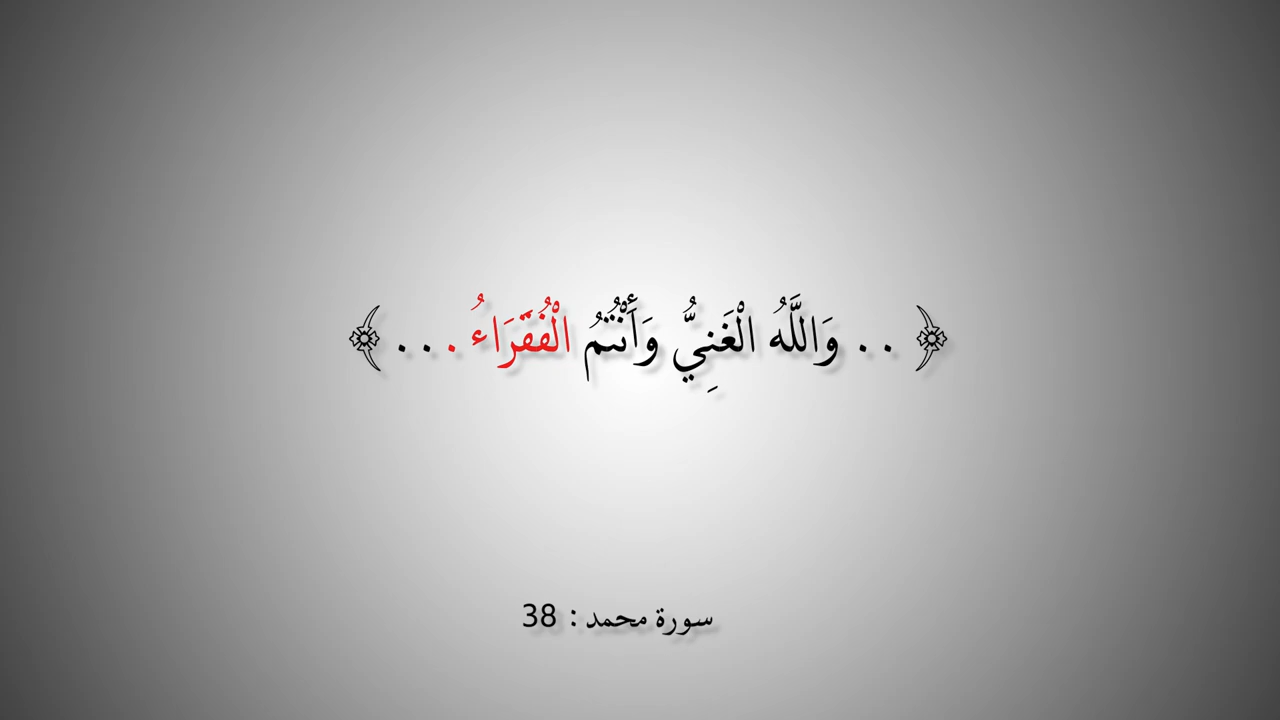 ﴿ . . وَاللَّهُ الْغَنِيُّ وَأَنْتُمُ الْفُقَرَاءُ . . . ﴾
سورة محمد : 38